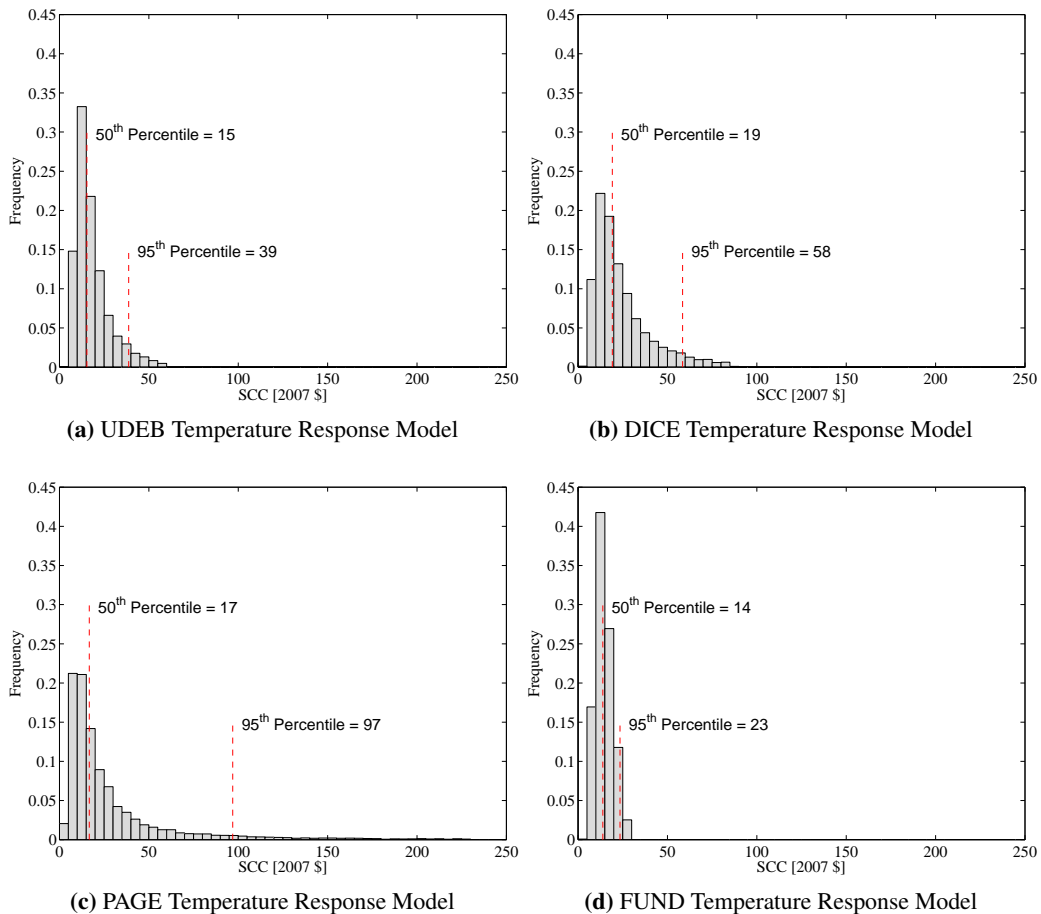 0.45
0.4
0.35
0.3
0.25
0.2
0.15
0.1
0.05
0
Frequency
50th Percentile = 15
95th Percentile = 39
0 50 100 150 200 250
SCC [2007 $]
(a) UDEB Temperature Response Model
0.45
0.4
0.35
0.3
0.25
0.2
0.15
0.1
0.05
0
Frequency
50th Percentile = 19
95th Percentile = 58
0 50 100 150 200 250
SCC [2007 $]
(b) DICE Temperature Response Model
0.45
0.4
0.35
0.3
0.25
0.2
0.15
0.1
0.05
0
Frequency
50th Percentile = 17
95th Percentile = 97
0 50 100 150 200 250
SCC [2007 $]
(c) PAGE Temperature Response Model
0.45
0.4
0.35
0.3
0.25
0.2
0.15
0.1
0.05
0
Frequency
50th Percentile = 14
95th Percentile = 23
0 50 100 150 200 250
SCC [2007 $]
(d) FUND Temperature Response Model